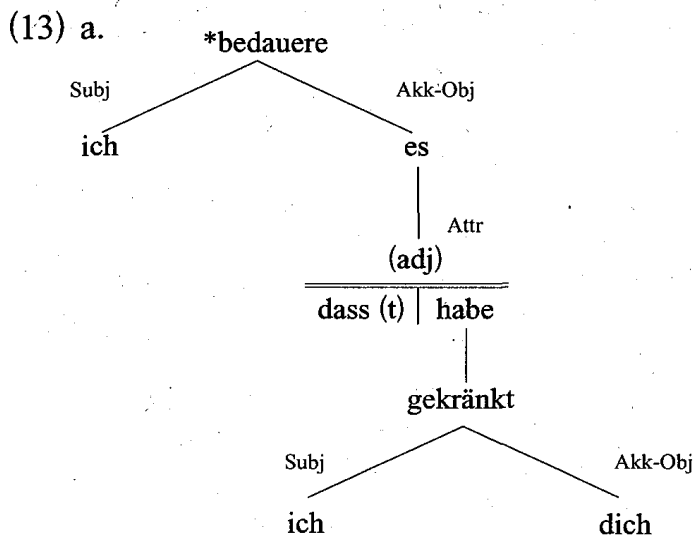 (13) a.
*bedauere
Subj Akk-Obj
ich es
Attr
(adj)
dass (t) habe
gekränkt
Subj Akk-Obj
ich dich